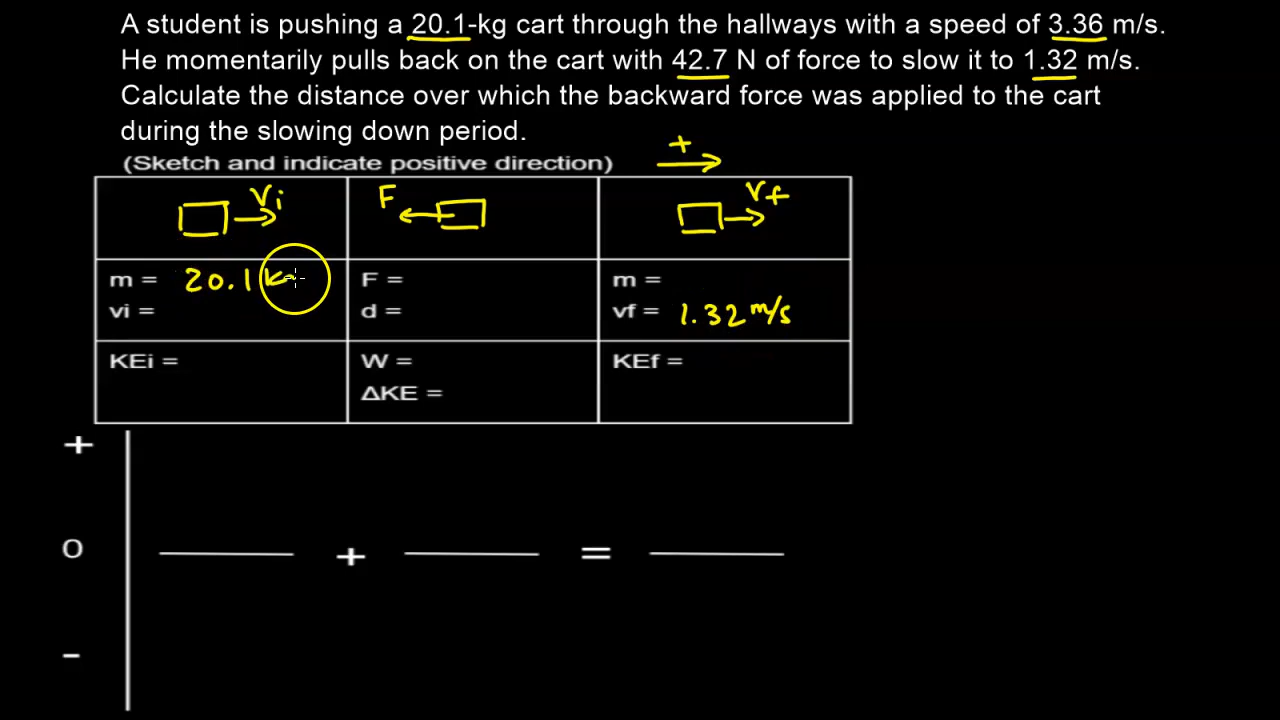 A student is pushing a 20.1-kg cart through the hallways with a speed of 3.36 m/s.
He momentarily pulls back on the cart with 42.7 N of force to slow it to 1.32 m/s.
Calculate the distance over which the backward force was applied to the cart
during the slowing down period.
(Sketch and indicate positive direction) +
vi F vf
m = 20.1 kg F = m =
vi = d = vf = 1.32 m/s
KEi = W = KEf =
ΔKE =
+
0 + =
-